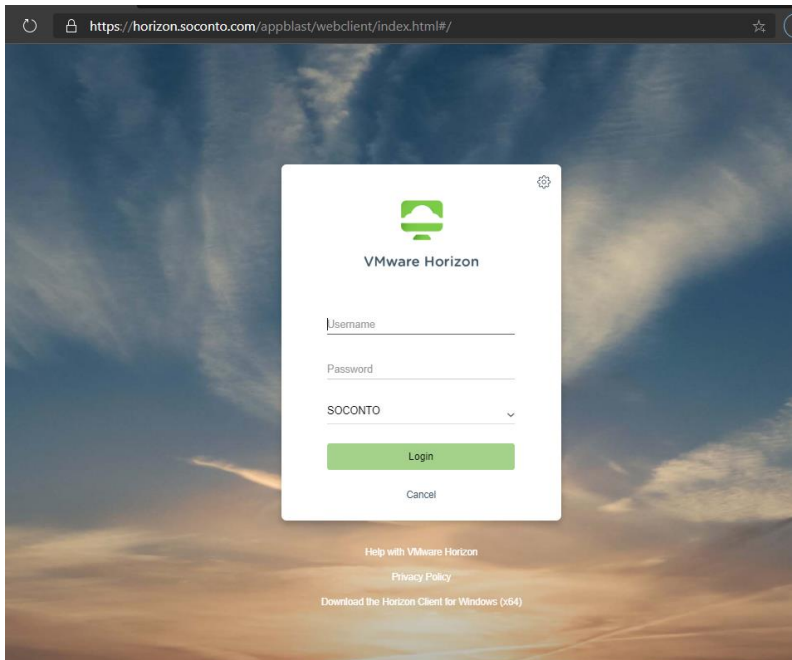 https://horizon.soconto.com/appblast/webclient/index.html#/
VMware Horizon
Username
Password
SOCONTO
Login
Cancel
Help with VMware Horizon
Privacy Policy
Download the Horizon Client for Windows (x64)